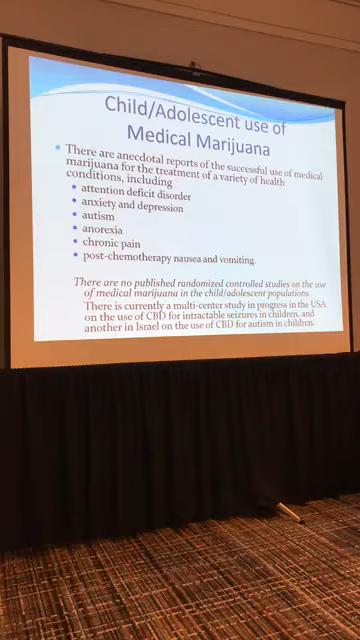 Child/Adolescent use of
Medical Marijuana
• There are anecdotal reports of the successful use of medical
marijuana for the treatment of a variety of health
conditions, including
• attention deficit disorder
• anxiety and depression
• autism
• anorexia
• chronic pain
• post-chemotherapy nausea and vomiting.
There are no published randomized controlled studies on the use
of medical marijuana in the child/adolescent populations.
There is currently a multi-center study in progress in the USA
on the use of CBD for intractable seizures in children, and
another in Israel on the use of CBD for autism in children.